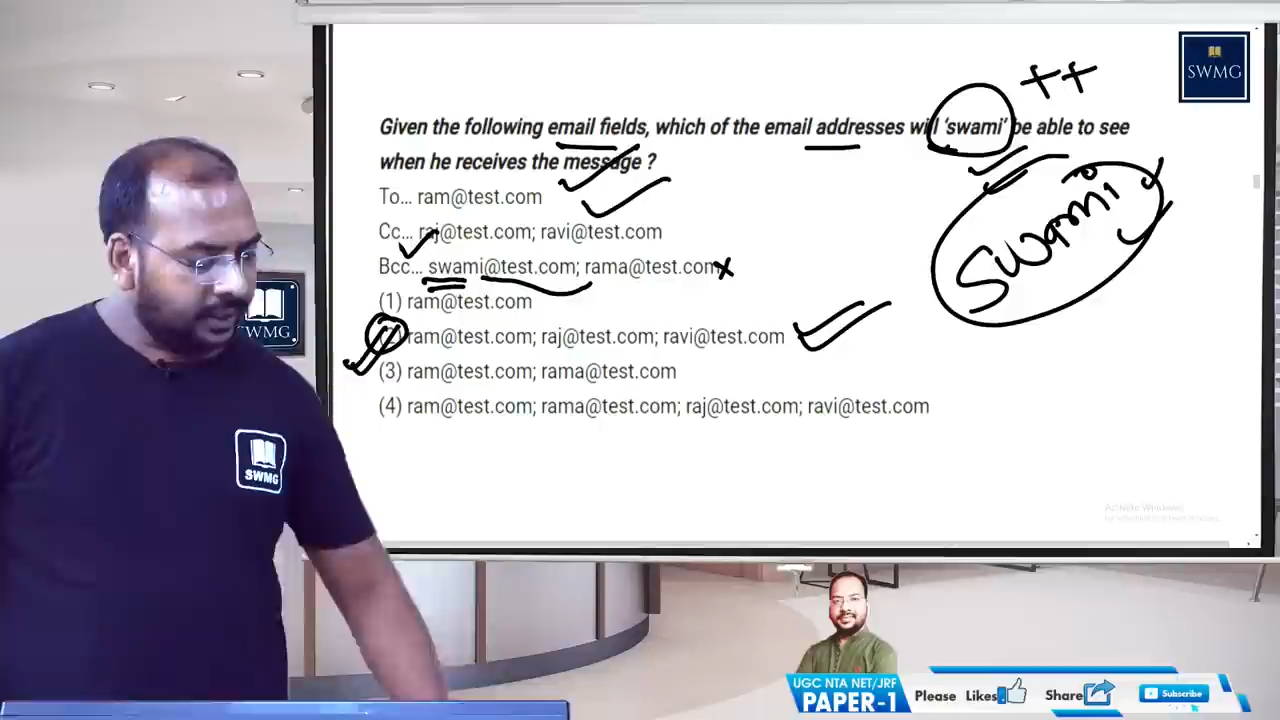 SWMG
++
Given the following email fields, which of the email addresses will 'swami' be able to see
when he receives the message ?
To... ram@test.com
Cc... raj@test.com; ravi@test.com
Bcc... swami@test.com; rama@test.com
Swami
(1) ram@test.com
ram@test.com; raj@test.com; ravi@test.com
(3) ram@test.com; rama@test.com
(4) ram@test.com; rama@test.com; raj@test.com; ravi@test.com
SWMG
SWMG
Activate Windows
UGC NTA NET/JRF
PAPER-1
Please Likes
Share
Subscribe